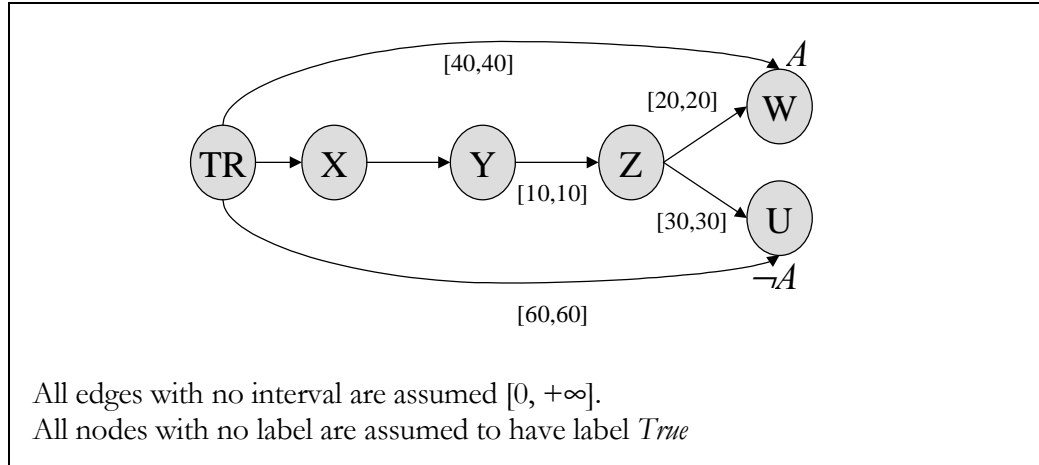 [40,40]
A
[20,20]
W
TR
X
Y
Z
[10,10]
[30,30]
U
¬A
[60,60]
All edges with no interval are assumed [0, +∞].
All nodes with no label are assumed to have label True